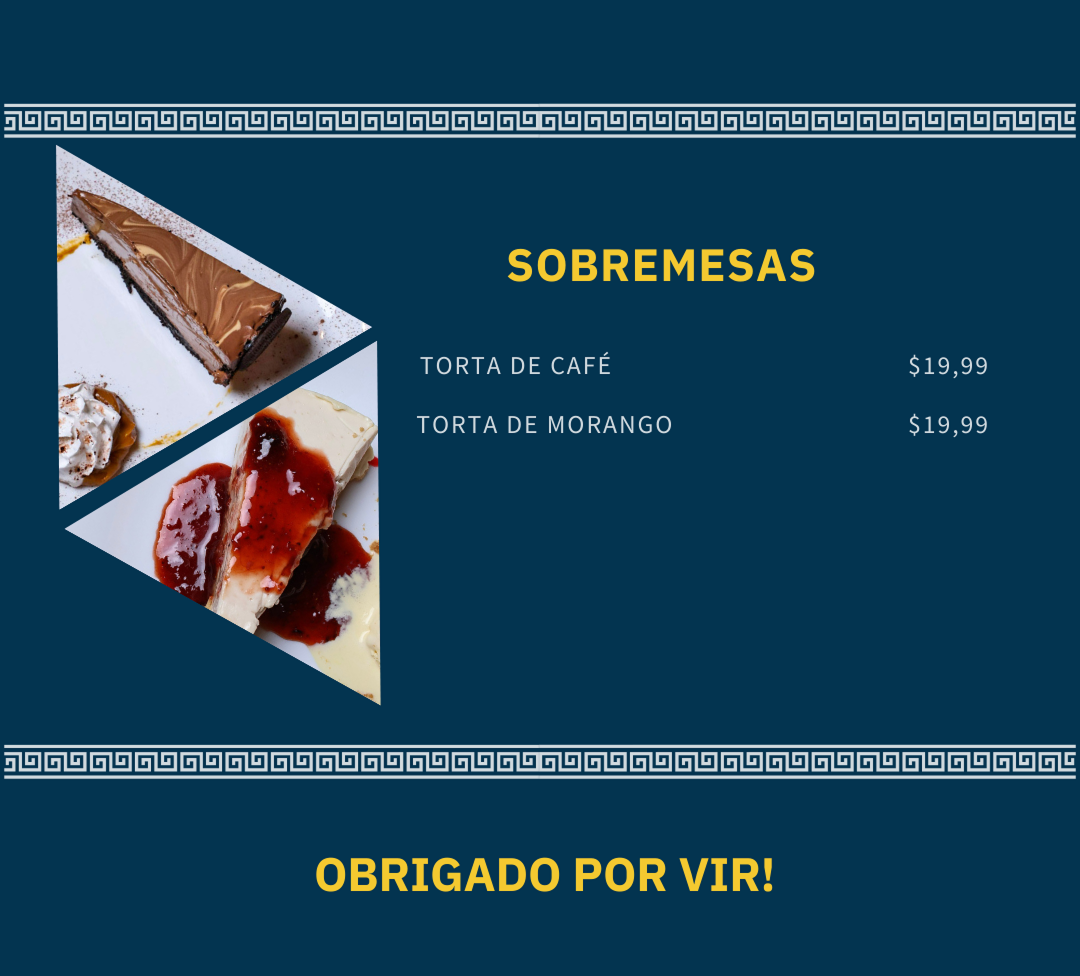 SOBREMESAS
TORTA DE CAFÉ $19,99
TORTA DE MORANGO $19,99
OBRIGADO POR VIR!